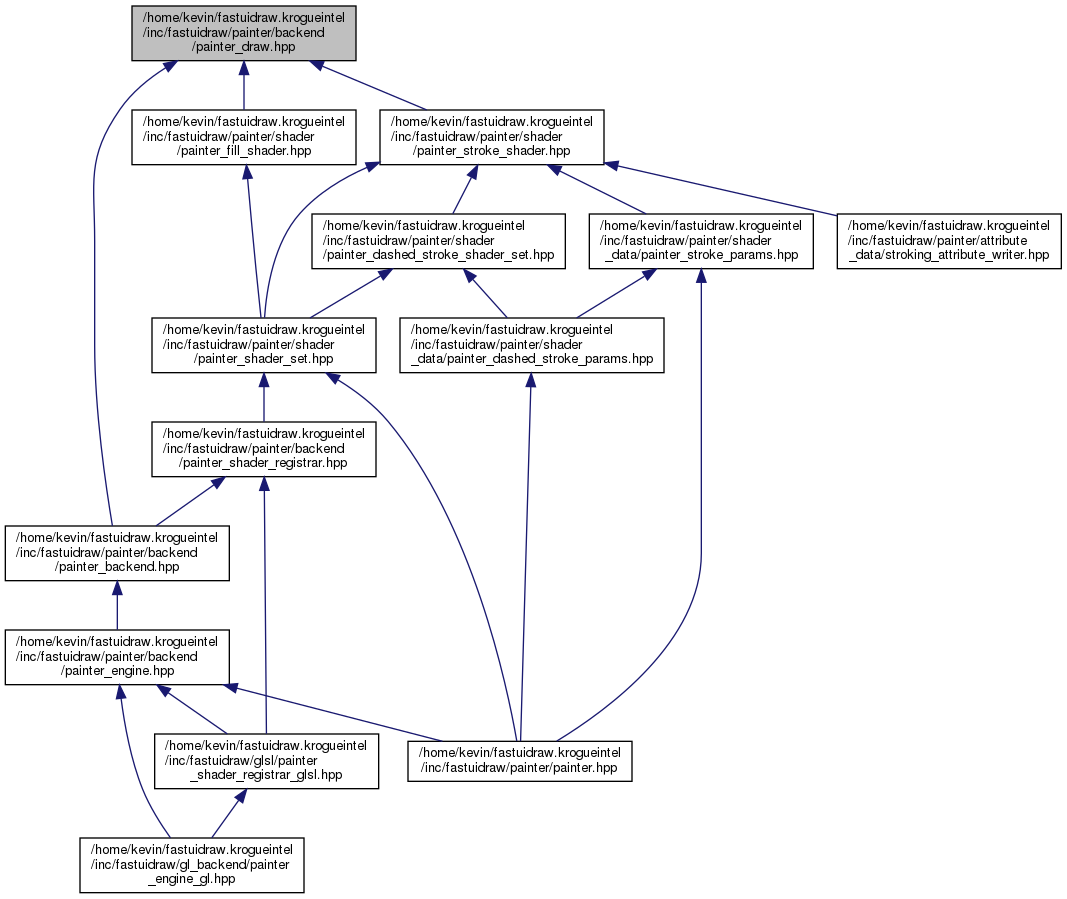 /home/kevin/fastuidraw.krogueintel
/inc/fastuidraw/painter/backend
/painter_draw.hpp
/home/kevin/fastuidraw.krogueintel
/inc/fastuidraw/painter/shader
/painter_fill_shader.hpp
/home/kevin/fastuidraw.krogueintel
/inc/fastuidraw/painter/shader
/painter_stroke_shader.hpp
/home/kevin/fastuidraw.krogueintel
/inc/fastuidraw/painter/shader
/painter_dashed_stroke_shader_set.hpp
/home/kevin/fastuidraw.krogueintel
/inc/fastuidraw/painter/shader
_data/painter_stroke_params.hpp
/home/kevin/fastuidraw.krogueintel
/inc/fastuidraw/painter/attribute
_data/stroking_attribute_writer.hpp
/home/kevin/fastuidraw.krogueintel
/inc/fastuidraw/painter/shader
/painter_shader_set.hpp
/home/kevin/fastuidraw.krogueintel
/inc/fastuidraw/painter/shader
_data/painter_dashed_stroke_params.hpp
/home/kevin/fastuidraw.krogueintel
/inc/fastuidraw/painter/backend
/painter_shader_registrar.hpp
/home/kevin/fastuidraw.krogueintel
/inc/fastuidraw/painter/backend
/painter_backend.hpp
/home/kevin/fastuidraw.krogueintel
/inc/fastuidraw/painter/backend
/painter_engine.hpp
/home/kevin/fastuidraw.krogueintel
/inc/fastuidraw/glsl/painter
_shader_registrar_glsl.hpp
/home/kevin/fastuidraw.krogueintel
/inc/fastuidraw/painter/painter.hpp
/home/kevin/fastuidraw.krogueintel
/inc/fastuidraw/gl_backend/painter
_engine_gl.hpp